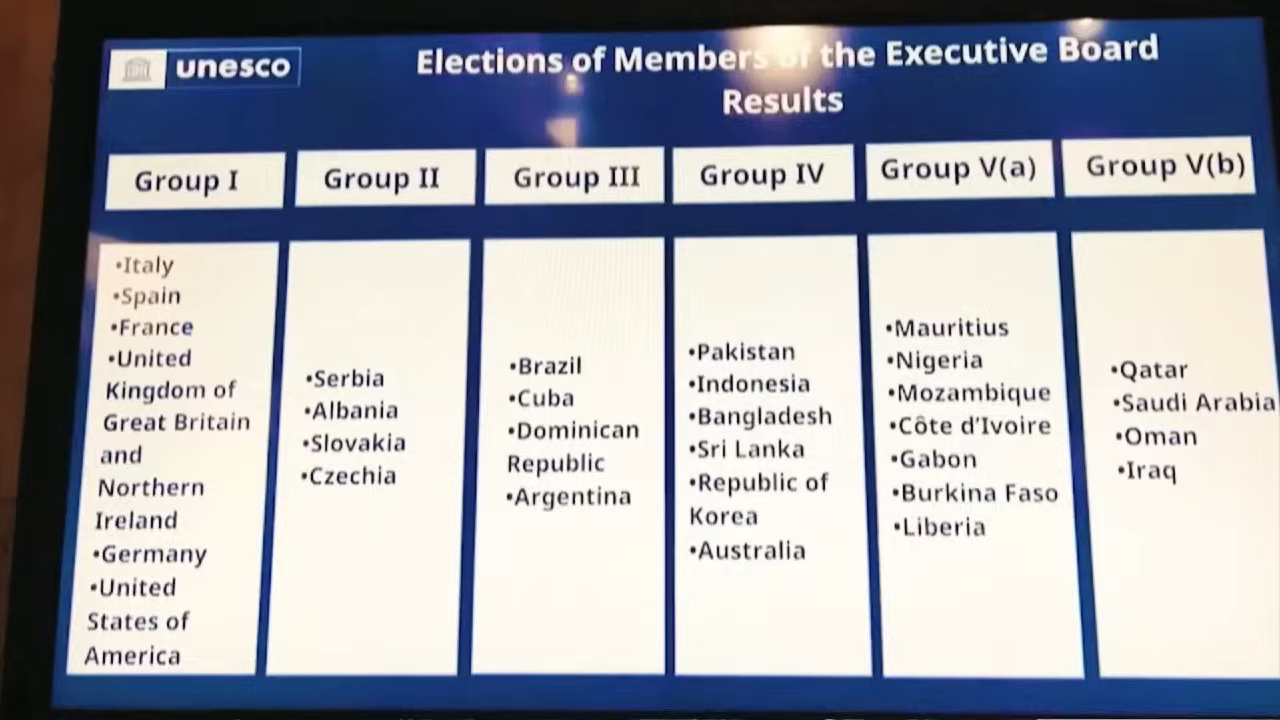 unesco
Elections of Members of the Executive Board
Results
Group I
Group II
Group III
Group IV
Group V(a)
Group V(b)
•Italy
•Spain
•France
•United
Kingdom of
Great Britain
and
Northern
Ireland
•Germany
•United
States of
America
•Serbia
•Albania
•Slovakia
•Czechia
•Brazil
•Cuba
•Dominican
Republic
•Argentina
•Pakistan
•Indonesia
•Bangladesh
•Sri Lanka
•Republic of
Korea
•Australia
•Mauritius
•Nigeria
•Mozambique
•Côte d’Ivoire
•Gabon
•Burkina Faso
•Liberia
•Qatar
•Saudi Arabia
•Oman
•Iraq